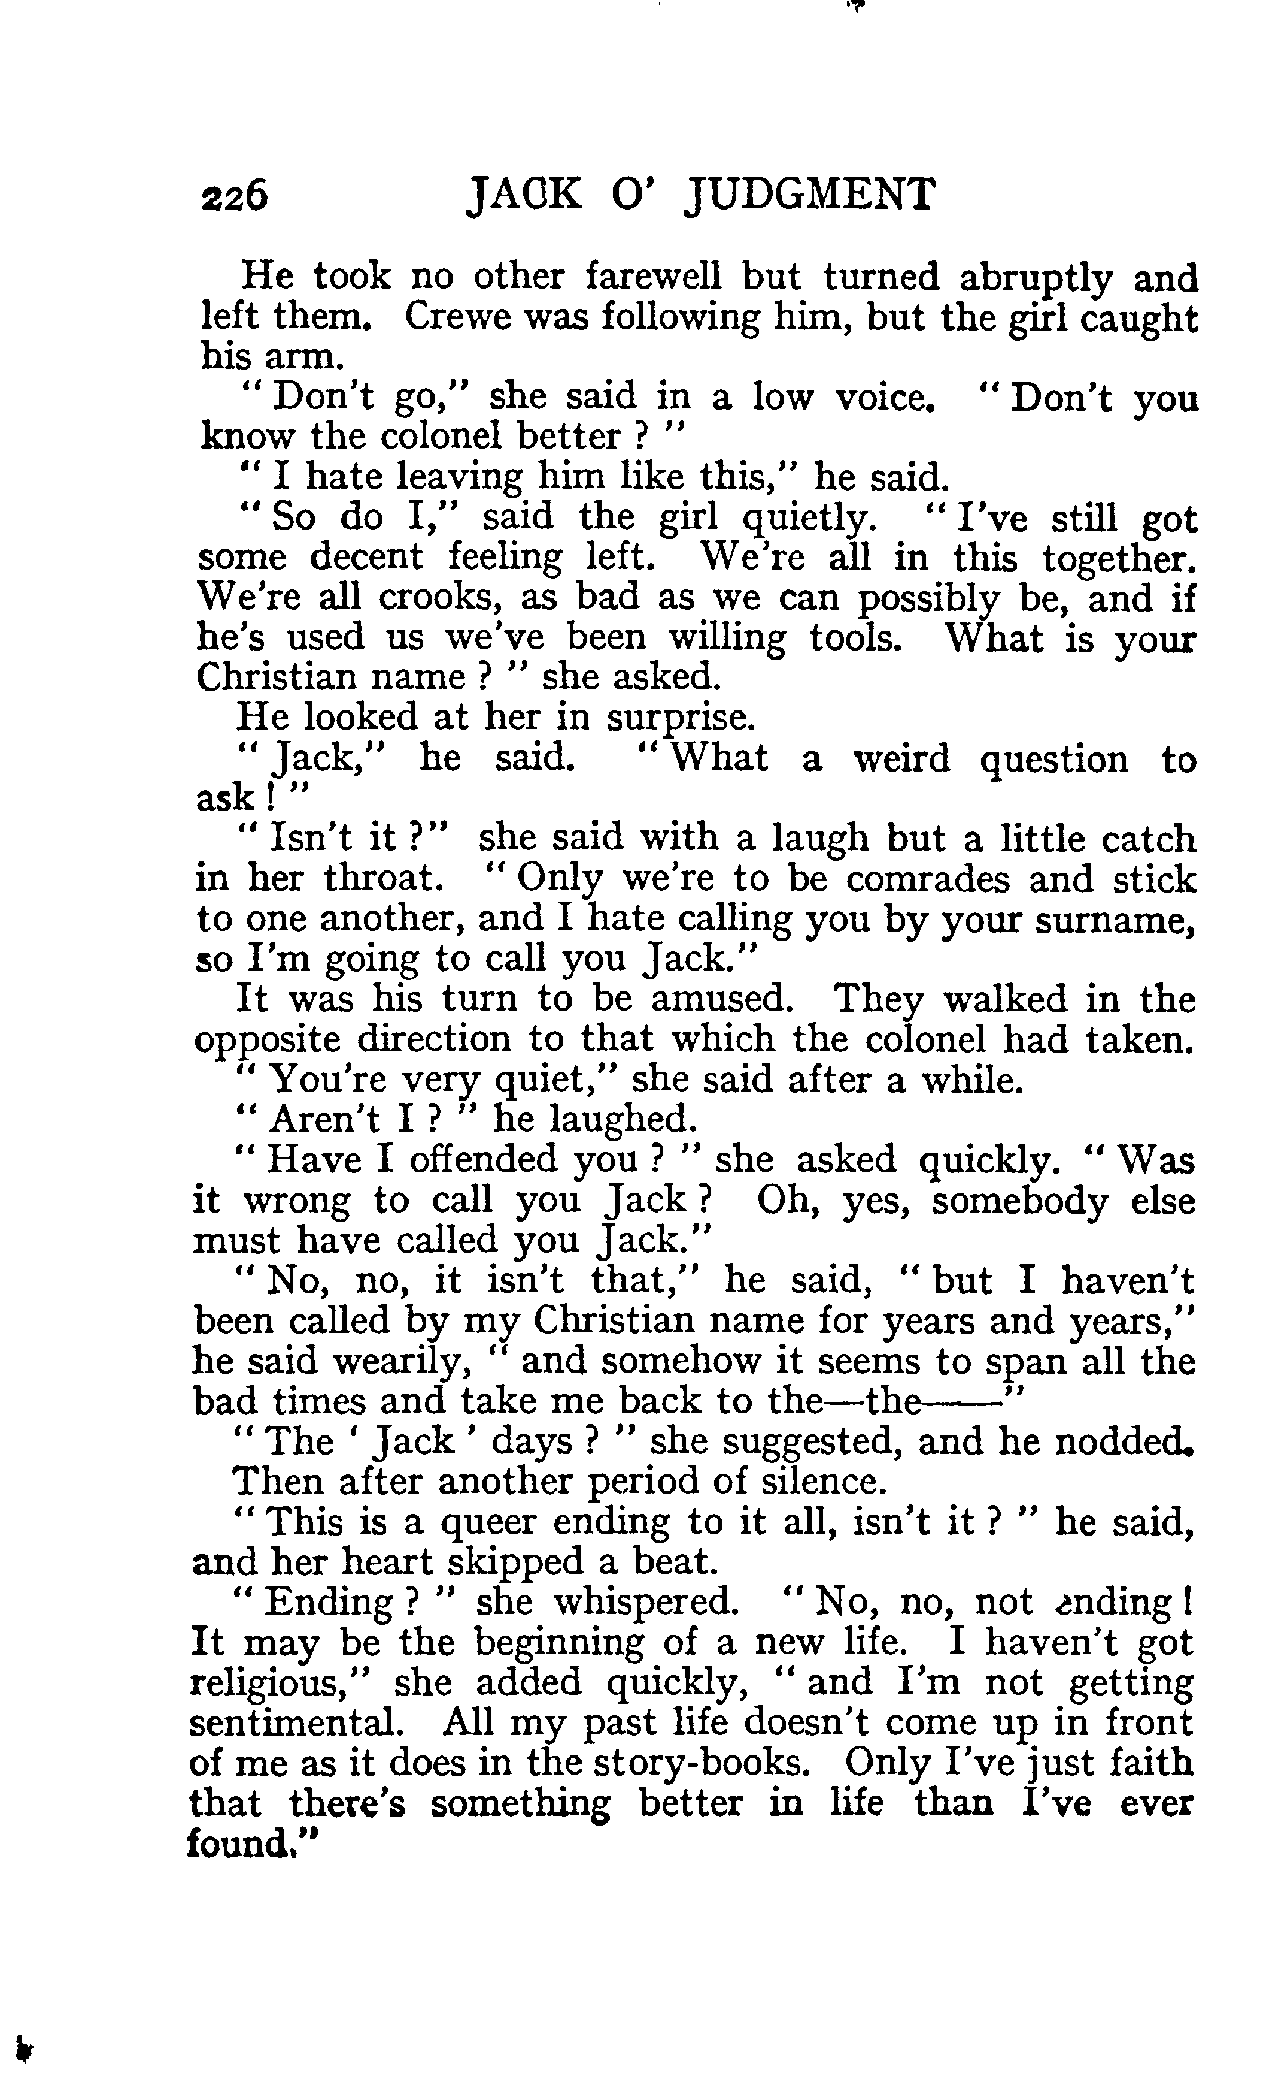 226 JACK O' JUDGMENT
He took no other farewell but turned abruptly and
left them. Crewe was following him, but the girl caught
his arm.
" Don't go," she said in a low voice. " Don't you
know the colonel better ? "
" I hate leaving him like this," he said.
" So do I," said the girl quietly. " I've still got
some decent feeling left. We're all in this together.
We're all crooks, as bad as we can possibly be, and if
he's used us we've been willing tools. What is your
Christian name ? " she asked.
He looked at her in surprise.
" Jack," he said. " What a weird question to
ask ! "
" Isn't it ?" she said with a laugh but a little catch
in her throat. " Only we're to be comrades and stick
to one another, and I hate calling you by your surname,
so I'm going to call you Jack."
It was his turn to be amused. They walked in the
opposite direction to that which the colonel had taken.
" You're very quiet," she said after a while.
" Aren't I ? " he laughed.
" Have I offended you ? " she asked quickly. " Was
it wrong to call you Jack ? Oh, yes, somebody else
must have called you Jack."
" No, no, it isn't that," he said, " but I haven't
been called by my Christian name for years and years,"
he said wearily, " and somehow it seems to span all the
bad times and take me back to the—the——"
" The ' Jack ' days ? " she suggested, and he nodded.
Then after another period of silence.
" This is a queer ending to it all, isn't it ? " he said,
and her heart skipped a beat.
" Ending ? " she whispered. " No, no, not ending !
It may be the beginning of a new life. I haven't got
religious," she added quickly, " and I'm not getting
sentimental. All my past life doesn't come up in front
of me as it does in the story-books. Only I've just faith
that there's something better in life than I've ever
found."